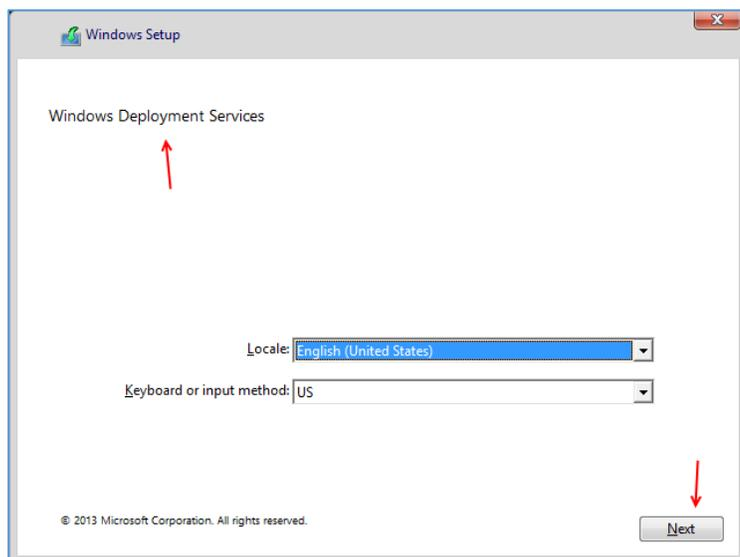 Windows Setup
Windows Deployment Services
Locale: English (United States)
Keyboard or input method: US
© 2013 Microsoft Corporation. All rights reserved.
Next